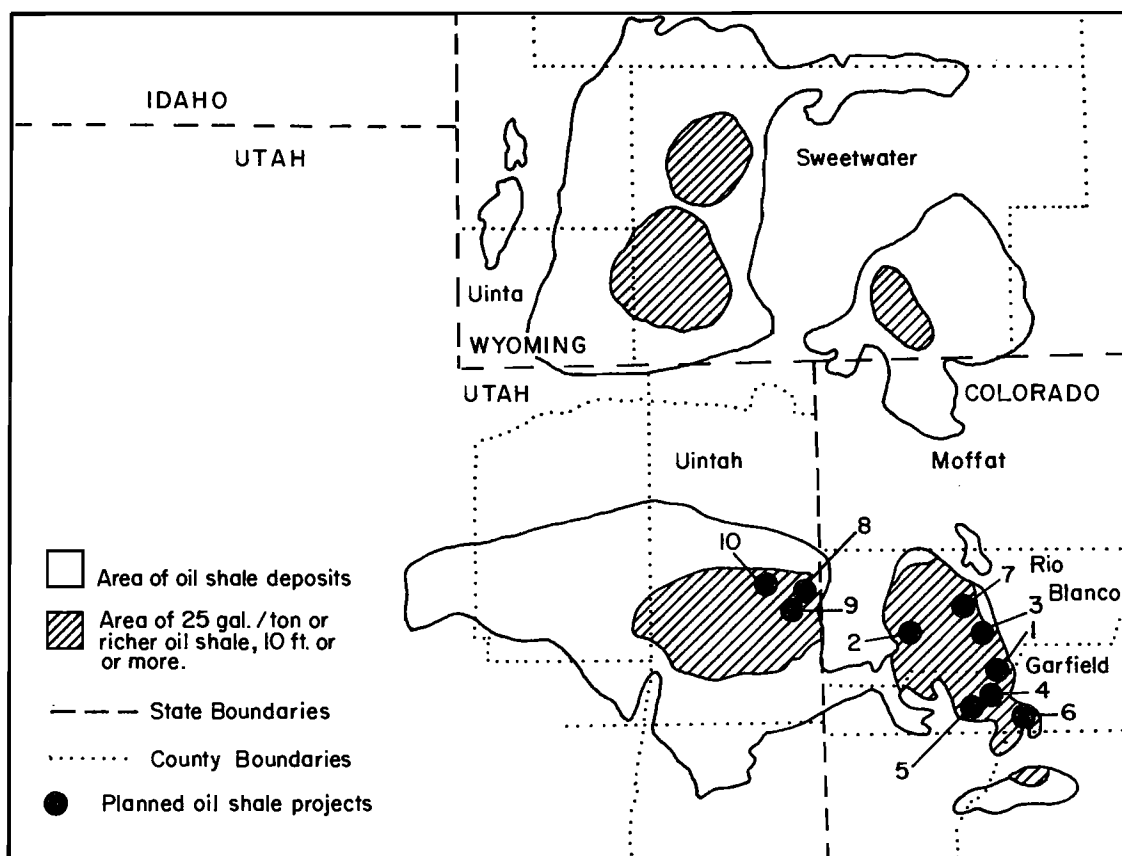 IDAHO
UTAH
Sweetwater
Uinta
WYOMING
UTAH
COLORADO
Uintah
Moffat
8
10
9
7
Rio
Blanco
3
2
1
Garfield
4
6
5
Area of oil shale deposits
Area of 25 gal./ton or
richer oil shale, 10 ft. or
or more.
State Boundaries
County Boundaries
Planned oil shale projects